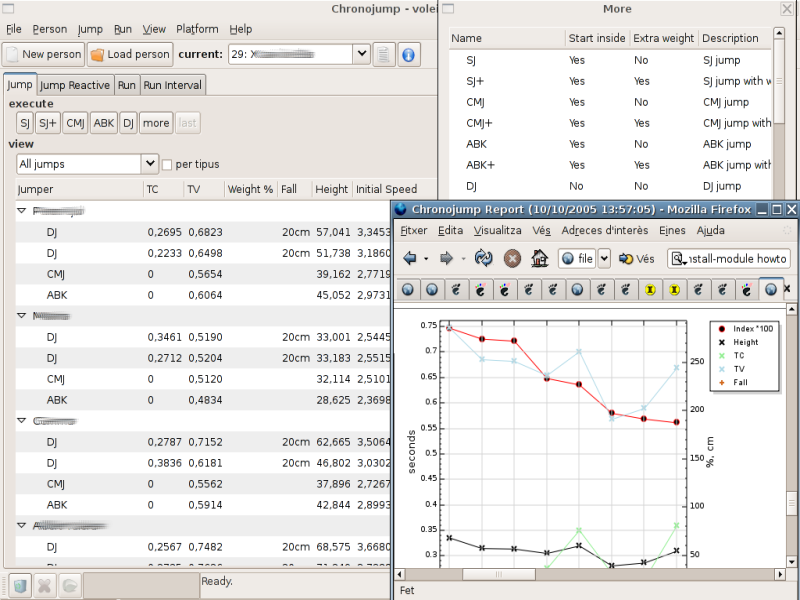 Chronojump - volei
File Person Jump Run View Platform Help
New person Load person current: 29: X
Jump Jump Reactive Run Run Interval
execute
SJ SJ+ CMJ ABK DJ more last
view
All jumps per tipus
Jumper TC TV Weight % Fall Height Initial Speed
DJ 0,2695 0,6823 20cm 57,041 3,3453
DJ 0,2233 0,6498 20cm 51,738 3,1860
CMJ 0 0,5654 39,162 2,7719
ABK 0 0,6064 45,052 2,9731
DJ 0,3461 0,5190 20cm 33,001 2,5445
DJ 0,2712 0,5204 20cm 33,183 2,5515
CMJ 0 0,5120 32,114 2,5101
ABK 0 0,4834 28,625 2,3698
DJ 0,2787 0,7152 20cm 62,665 3,5064
DJ 0,3836 0,6181 20cm 46,802 3,0302
CMJ 0 0,5562 37,896 2,7267
ABK 0 0,5914 42,844 2,8993
DJ 0,2567 0,7482 20cm 68,575 3,6680
Ready.
More
Name Start inside Extra weight Description
SJ Yes No SJ jump
SJ+ Yes Yes SJ jump with w
CMJ Yes No CMJ jump
CMJ+ Yes Yes CMJ jump with
ABK Yes No ABK jump
ABK+ Yes Yes ABK jump with
DJ No No DJ jump
Chronojump Report (10/10/2005 13:57:05) - Mozilla Firefox
Fitxer Edita Visualitza Vés Adreces d'interès Eines Ajuda
file Vés nstall-module howto
0.75
0.7
0.65
0.6
0.55
0.5
0.45
0.4
0.35
0.3
seconds
250
200
150
100
50
%, cm
Index *100
Height
TC
TV
Fall
Fet